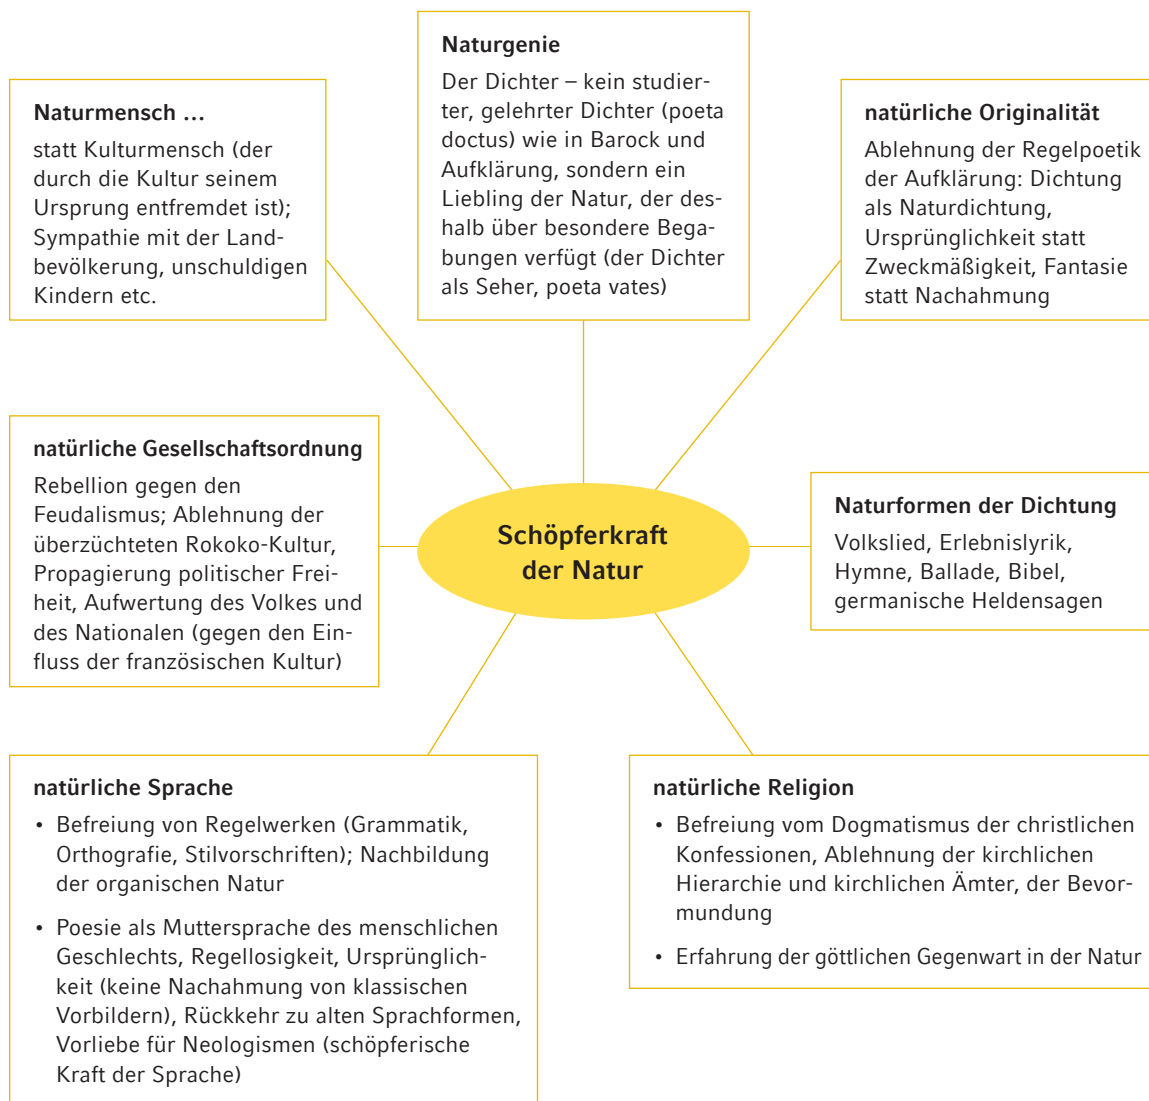 Naturmensch …
statt Kulturmensch (der
durch die Kultur seinem
Ursprung entfremdet ist);
Sympathie mit der Land-
bevölkerung, unschuldigen
Kindern etc.
Naturgenie
Der Dichter – kein studier-
ter, gelehrter Dichter (poeta
doctus) wie in Barock und
Aufklärung, sondern ein
Liebling der Natur, der des-
halb über besondere Bega-
bungen verfügt (der Dichter
als Seher, poeta vates)
natürliche Originalität
Ablehnung der Regelpoetik
der Aufklärung: Dichtung
als Naturdichtung,
Ursprünglichkeit statt
Zweckmäßigkeit, Fantasie
statt Nachahmung
natürliche Gesellschaftsordnung
Rebellion gegen den
Feudalismus; Ablehnung der
überzüchteten Rokoko-Kultur,
Propagierung politischer Frei-
heit, Aufwertung des Volkes und
des Nationalen (gegen den Ein-
fluss der französischen Kultur)
Schöpferkraft
der Natur
Naturformen der Dichtung
Volkslied, Erlebnislyrik,
Hymne, Ballade, Bibel,
germanische Heldensagen
natürliche Sprache
• Befreiung von Regelwerken (Grammatik,
Orthografie, Stilvorschriften); Nachbildung
der organischen Natur
• Poesie als Muttersprache des menschlichen
Geschlechts, Regellosigkeit, Ursprünglich-
keit (keine Nachahmung von klassischen
Vorbildern), Rückkehr zu alten Sprachformen,
Vorliebe für Neologismen (schöpferische
Kraft der Sprache)
natürliche Religion
• Befreiung vom Dogmatismus der christlichen
Konfessionen, Ablehnung der kirchlichen
Hierarchie und kirchlichen Ämter, der Bevor-
mundung
• Erfahrung der göttlichen Gegenwart in der Natur